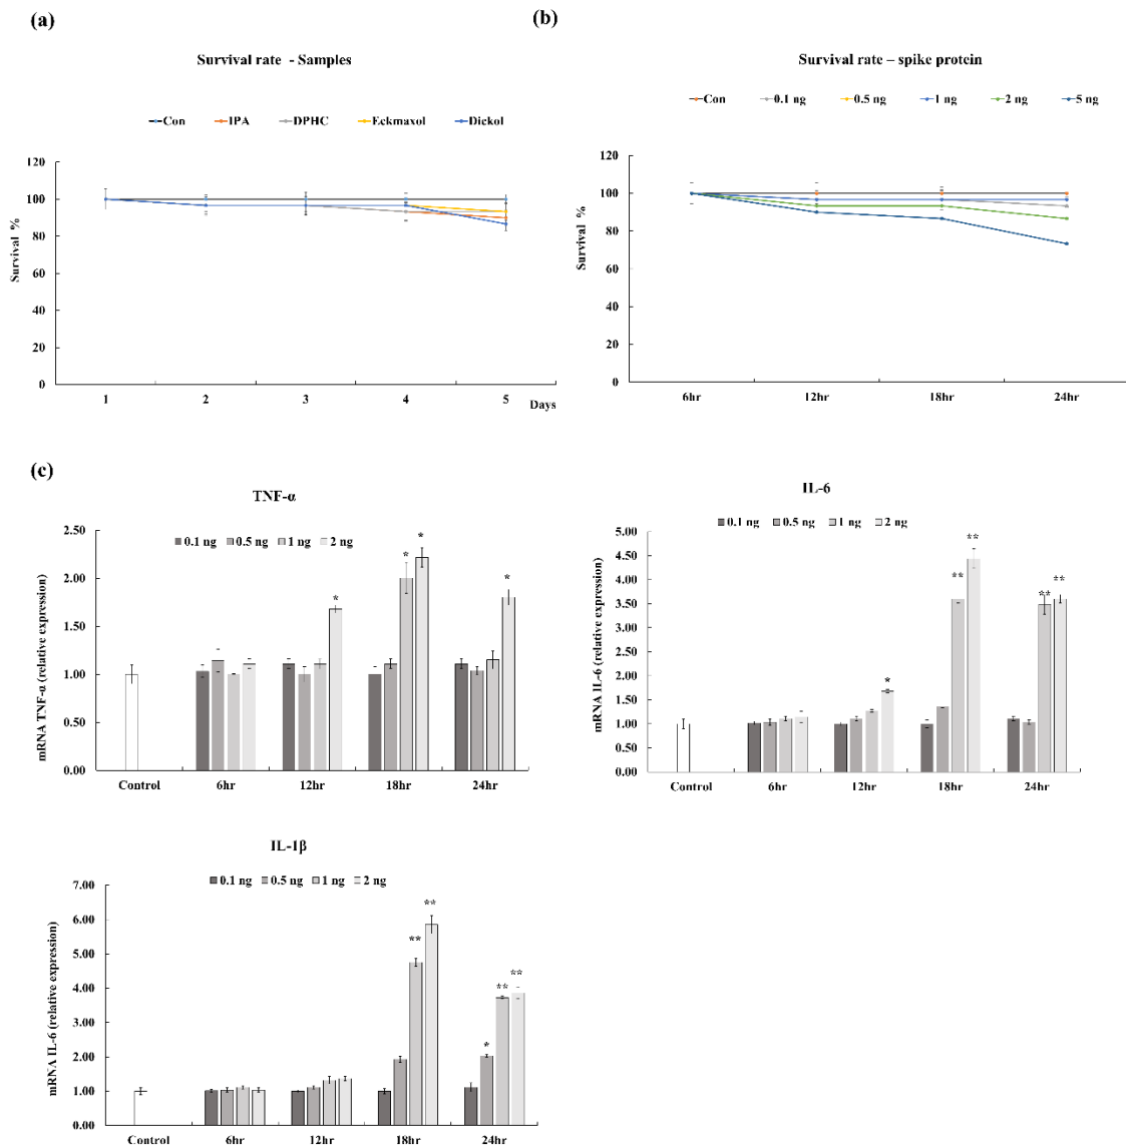 (a)
Survival rate - Samples
Con IPA DPHC Eckmaxol Dickol
120
100
80
60
40
20
0
Survival %
1 2 3 4 5 Days
(b)
Survival rate – spike protein
Con 0.1 ng 0.5 ng 1 ng 2 ng 5 ng
120
100
80
60
40
20
0
Survival %
6hr 12hr 18hr 24hr
(c)
TNF-α
0.1 ng 0.5 ng 1 ng 2 ng
2.50
2.00
1.50
1.00
0.50
0.00
mRNA TNF-α (relative expression)
* * * *
Control 6hr 12hr 18hr 24hr
IL-6
0.1 ng 0.5 ng 1 ng 2 ng
5.00
4.50
4.00
3.50
3.00
2.50
2.00
1.50
1.00
0.50
0.00
mRNA IL-6 (relative expression)
* ** ** ** **
Control 6hr 12hr 18hr 24hr
IL-1β
0.1 ng 0.5 ng 1 ng 2 ng
7.00
6.00
5.00
4.00
3.00
2.00
1.00
0.00
mRNA IL-6 (relative expression)
** ** * ** **
Control 6hr 12hr 18hr 24hr